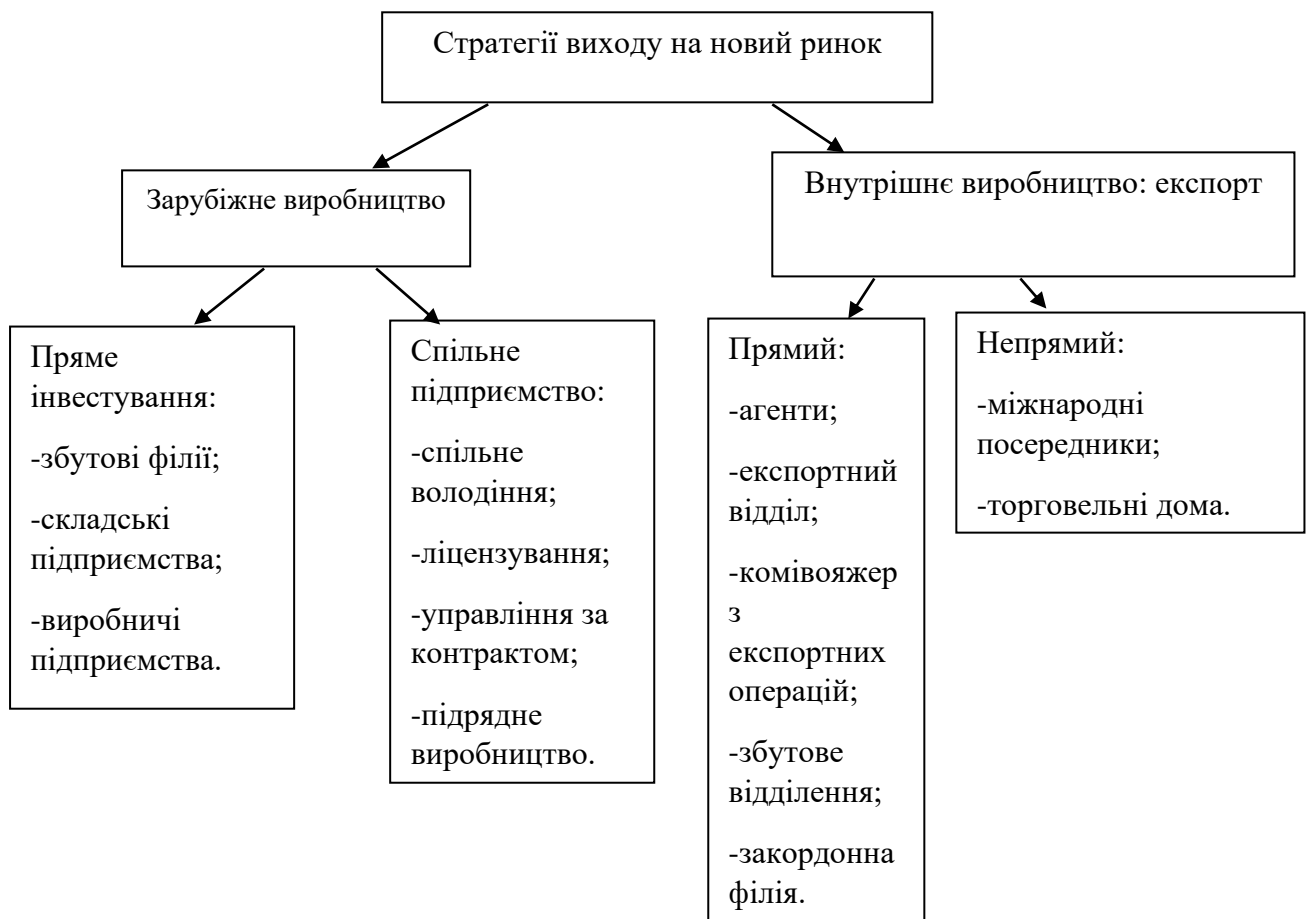 Стратегії виходу на новий ринок
Зарубіжне виробництво
Внутрішнє виробництво: експорт
Пряме
інвестування:
-збутові філії;
-складські
підприємства;
-виробничі
підприємства.
Спільне
підприємство:
-спільне
володіння;
-ліцензування;
-управління за
контрактом;
-підрядне
виробництво.
Прямий:
-агенти;
-експортний
відділ;
-комівояжер
з
експортних
операцій;
-збутове
відділення;
-закордонна
філія.
Непрямий:
-міжнародні
посередники;
-торговельні дома.